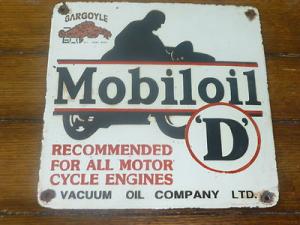 GARGOYLE
Mobiloil
"D"
RECOMMENDED
FOR ALL MOTOR
CYCLE ENGINES
VACUUM OIL COMPANY LTD.